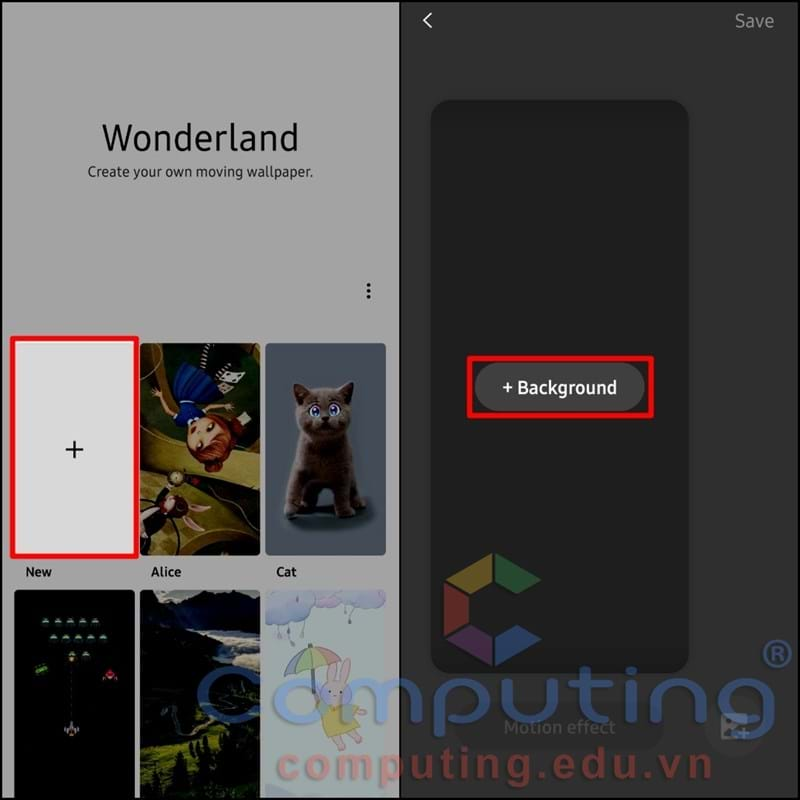 Wonderland
Create your own moving wallpaper.
+
New
Alice
Cat
Save
+ Background
Motion effect
Computing®
computing.edu.vn